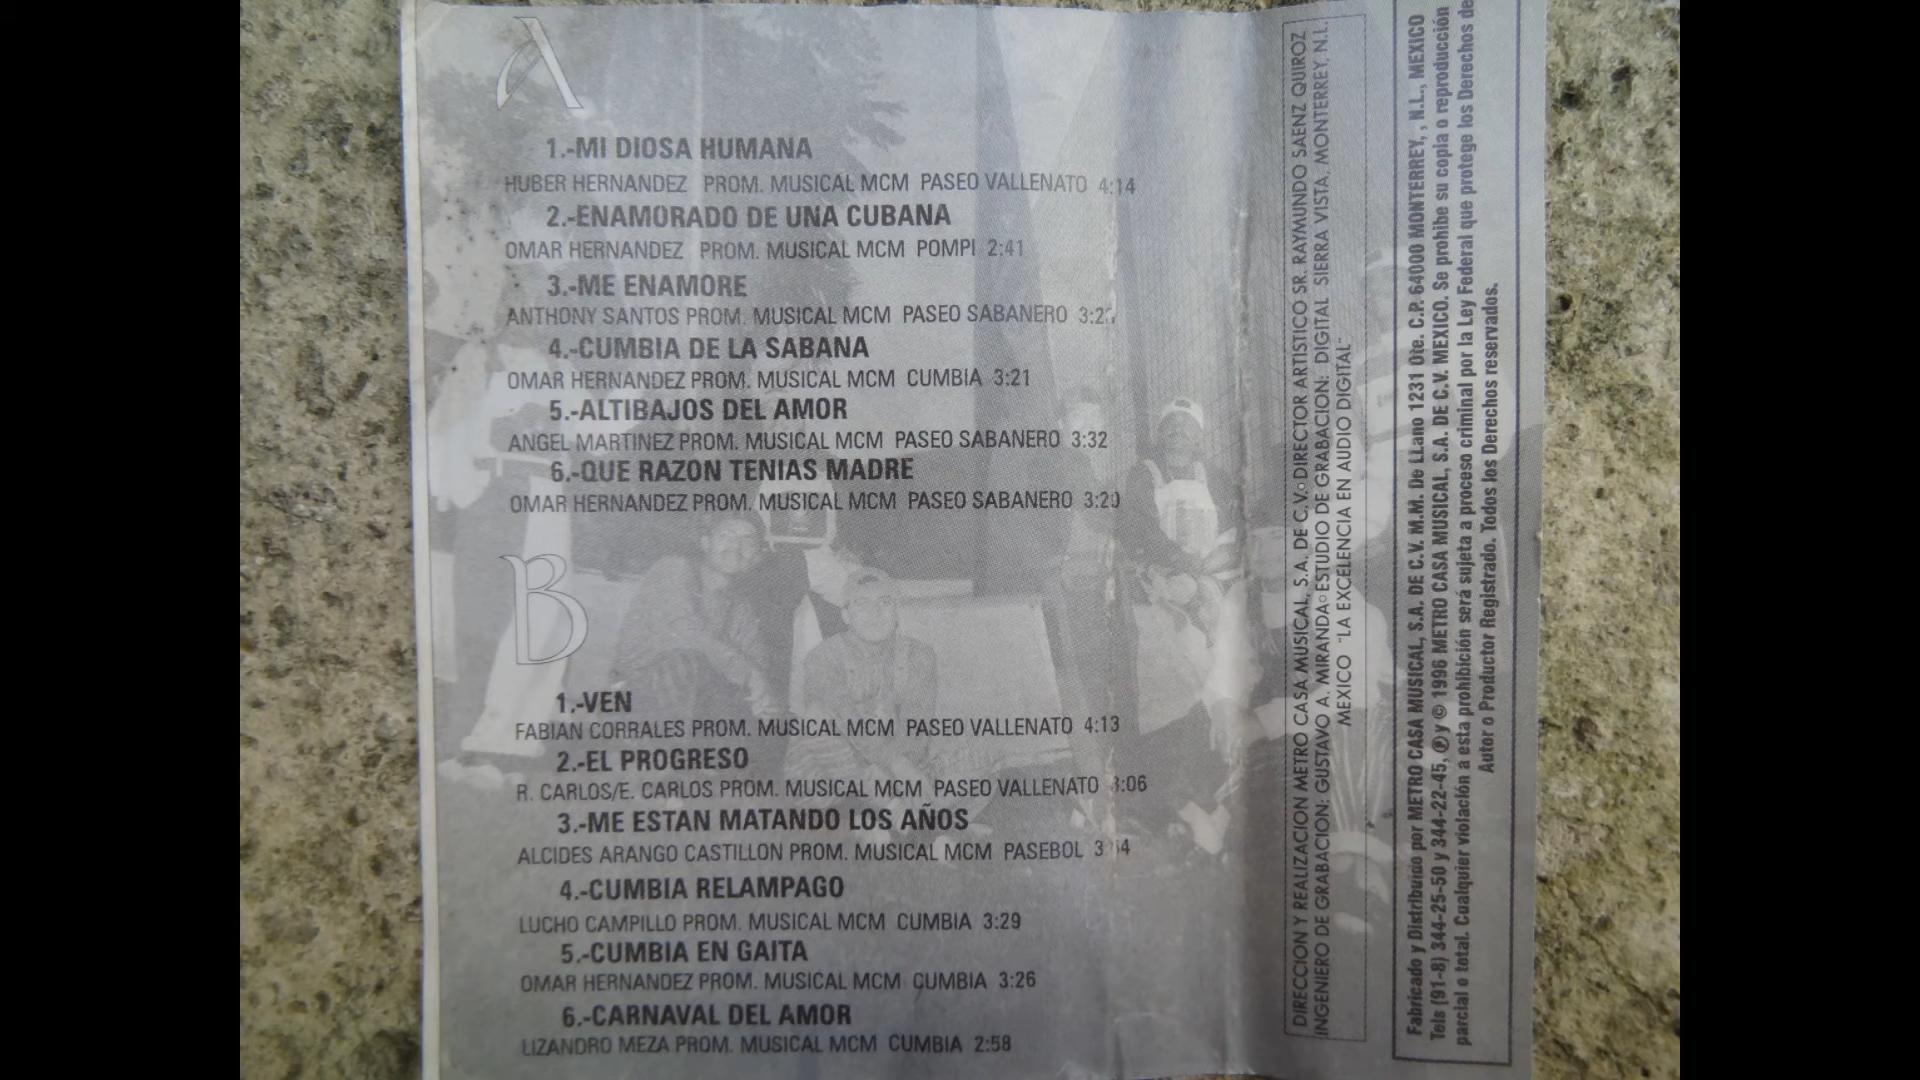 A
1.-MI DIOSA HUMANA
HUBER HERNANDEZ PROM. MUSICAL MCM PASEO VALLENATO 4:14
2.-ENAMORADO DE UNA CUBANA
OMAR HERNANDEZ PROM. MUSICAL MCM POMPI 2:41
3.-ME ENAMORE
ANTHONY SANTOS PROM. MUSICAL MCM PASEO SABANERO
4.-CUMBIA DE LA SABANA
OMAR HERNANDEZ PROM. MUSICAL MCM CUMBIA 3:21
5.-ALTIBAJOS DEL AMOR
ANGEL MARTINEZ PROM. MUSICAL MCM PASEO SABANERO 3:32
6.-QUE RAZON TENIAS MADRE
OMAR HERNANDEZ PROM. MUSICAL MCM PASEO SABANERO 3:20
B
1.-VEN
FABIAN CORRALES PROM. MUSICAL MCM PASEO VALLENATO 4:13
2.-EL PROGRESO
R. CARLOS/E. CARLOS PROM. MUSICAL MCM PASEO VALLENATO 3:06
3.-ME ESTAN MATANDO LOS AÑOS
ALCIDES ARANGO CASTILLON PROM. MUSICAL MCM PASEBOL
4.-CUMBIA RELAMPAGO
LUCHO CAMPILLO PROM. MUSICAL MCM CUMBIA 3:29
5.-CUMBIA EN GAITA
OMAR HERNANDEZ PROM. MUSICAL MCM CUMBIA 3:26
6.-CARNAVAL DEL AMOR
LIZANDRO MEZA PROM. MUSICAL MCM CUMBIA 2:58
DIRECCION Y REALIZACION METRO CASA MUSICAL, S.A. DE C.V.○DIRECTOR ARTISTICO SR. RAYMUNDO SAENZ QUIROZ
INGENIERO DE GRABACION: GUSTAVO A. MIRANDA○ESTUDIO DE GRABACION: DIGITAL SIERRA VISTA, MONTERREY, N.L.
MEXICO "LA EXCELENCIA EN AUDIO DIGITAL"
Fabricado y Distribuido por METRO CASA MUSICAL, S.A. DE C.V. M.M. De LLano 1231 Ote. C.P. 64000 MONTERREY, , N.L., MEXICO
Tels (91-8) 344-25-50 y 344-22-45, Ⓟ y © 1996 METRO CASA MUSICAL, S.A. DE C.V. MEXICO. Se prohibe su copia o reproducción
parcial o total. Cualquier violación a esta prohibición será sujeta a proceso criminal por la Ley Federal que protege los Derechos de
Autor o Productor Registrado. Todos los Derechos reservados.